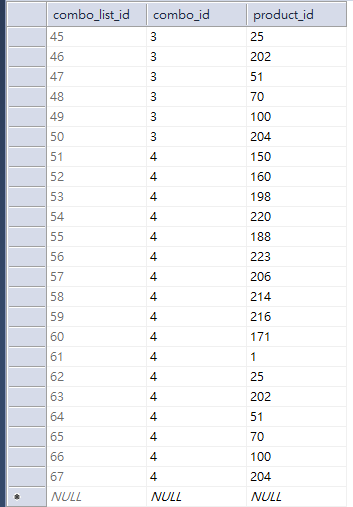 combo_list_id combo_id product_id
45 3 25
46 3 202
47 3 51
48 3 70
49 3 100
50 3 204
51 4 150
52 4 160
53 4 198
54 4 220
55 4 188
56 4 223
57 4 206
58 4 214
59 4 216
60 4 171
61 4 1
62 4 25
63 4 202
64 4 51
65 4 70
66 4 100
67 4 204
* NULL NULL NULL